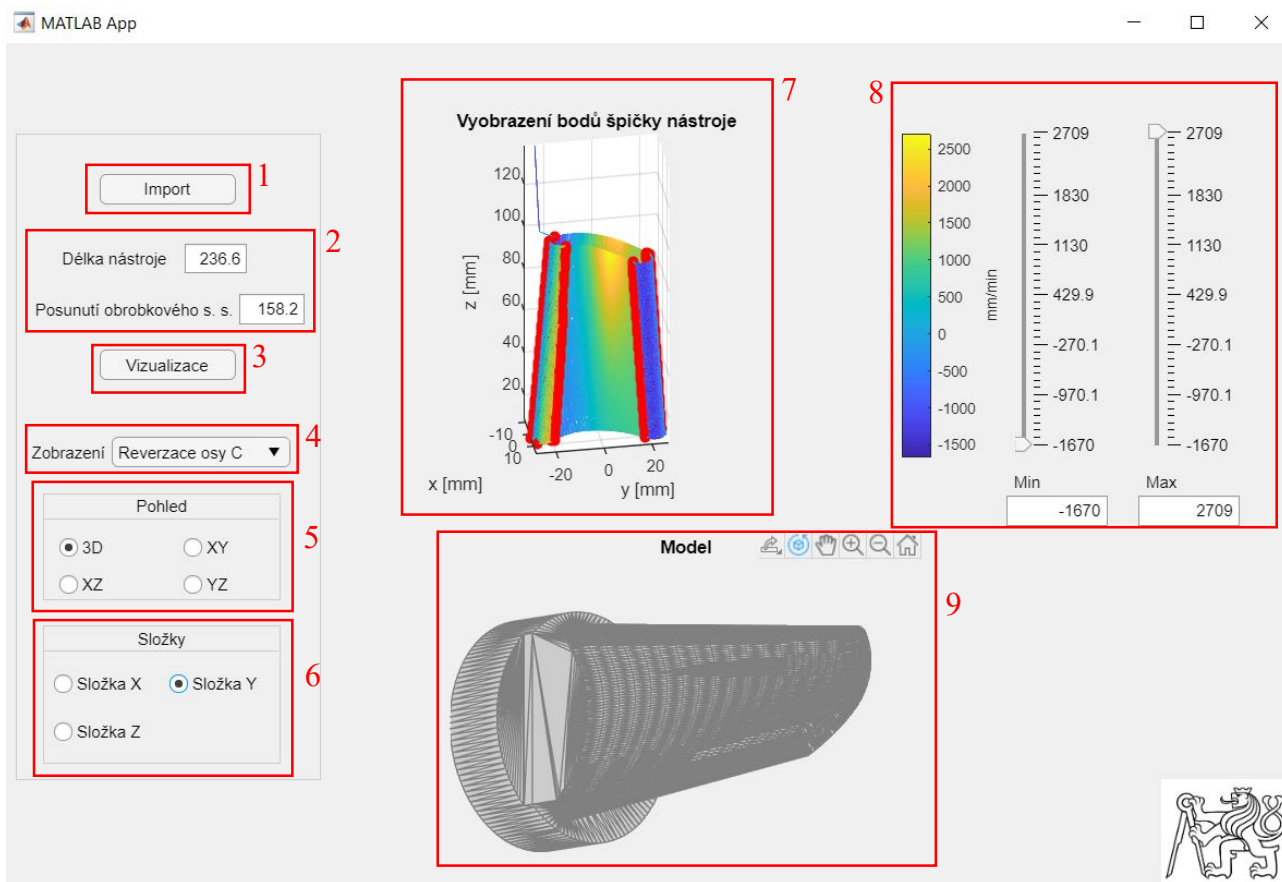 MATLAB App
1
Import
2
Délka nástroje 236.6
Posunutí obrobkového s. s. 158.2
3
Vizualizace
4
Zobrazení Reverzace osy C
5
Pohled
3D XY
XZ YZ
6
Složky
Složka X Složka Y
Složka Z
7
Vyobrazení bodů špičky nástroje
120
100
80
60
40
20
-10
0
10
-20
0
20
z [mm]
x [mm]
y [mm]
8
2500
2000
1500
1000
500
0
-500
-1000
-1500
mm/min
2709
1830
1130
429.9
-270.1
-970.1
-1670
2709
1830
1130
429.9
-270.1
-970.1
-1670
Min Max
-1670 2709
Model
9